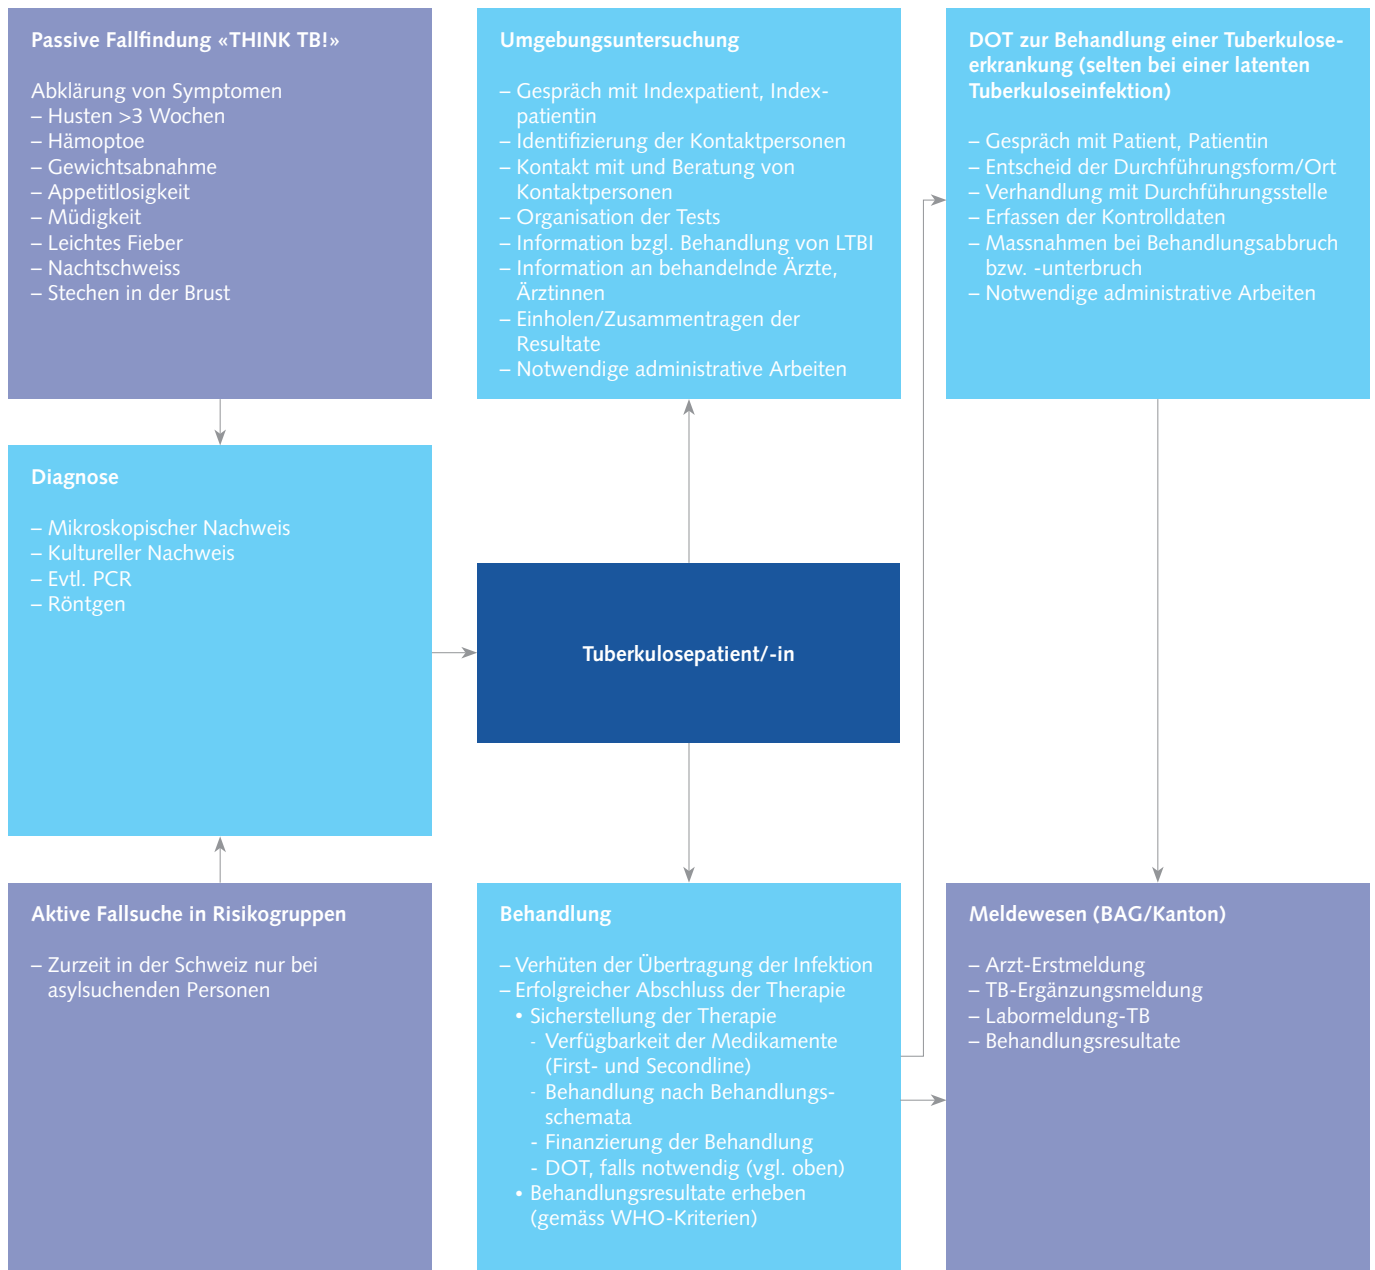 Passive Fallfindung «THINK TB!»
Abklärung von Symptomen
– Husten >3 Wochen
– Hämoptoe
– Gewichtsabnahme
– Appetitlosigkeit
– Müdigkeit
– Leichtes Fieber
– Nachtschweiss
– Stechen in der Brust
Umgebungsuntersuchung
– Gespräch mit Indexpatient, Index-
patientin
– Identifizierung der Kontaktpersonen
– Kontakt mit und Beratung von
Kontaktpersonen
– Organisation der Tests
– Information bzgl. Behandlung von LTBI
– Information an behandelnde Ärzte,
Ärztinnen
– Einholen/Zusammentragen der
Resultate
– Notwendige administrative Arbeiten
DOT zur Behandlung einer Tuberkulose-
erkrankung (selten bei einer latenten
Tuberkuloseinfektion)
– Gespräch mit Patient, Patientin
– Entscheid der Durchführungsform/Ort
– Verhandlung mit Durchführungsstelle
– Erfassen der Kontrolldaten
– Massnahmen bei Behandlungsabbruch
bzw. -unterbruch
– Notwendige administrative Arbeiten
Diagnose
– Mikroskopischer Nachweis
– Kultureller Nachweis
– Evtl. PCR
– Röntgen
Tuberkulosepatient/-in
Aktive Fallsuche in Risikogruppen
– Zurzeit in der Schweiz nur bei
asylsuchenden Personen
Behandlung
– Verhüten der Übertragung der Infektion
– Erfolgreicher Abschluss der Therapie
• Sicherstellung der Therapie
- Verfügbarkeit der Medikamente
(First- und Secondline)
- Behandlung nach Behandlungs-
schemata
- Finanzierung der Behandlung
- DOT, falls notwendig (vgl. oben)
• Behandlungsresultate erheben
(gemäss WHO-Kriterien)
Meldewesen (BAG/Kanton)
– Arzt-Erstmeldung
– TB-Ergänzungsmeldung
– Labormeldung-TB
– Behandlungsresultate